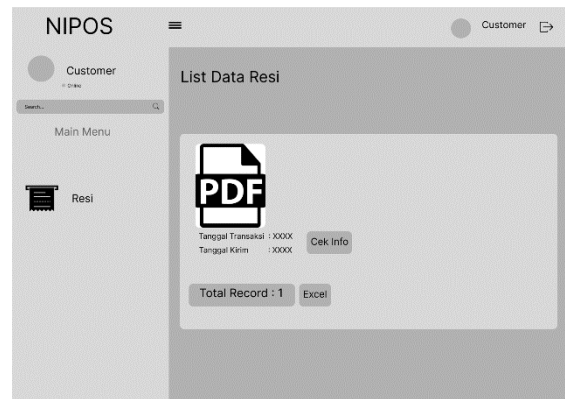 NIPOS
Customer
Customer
Online
Search...
List Data Resi
Main Menu
PDF
Resi
Tanggal Transaksi : XXXX
Tanggal Kirim : XXXX
Cek Info
Total Record : 1
Excel